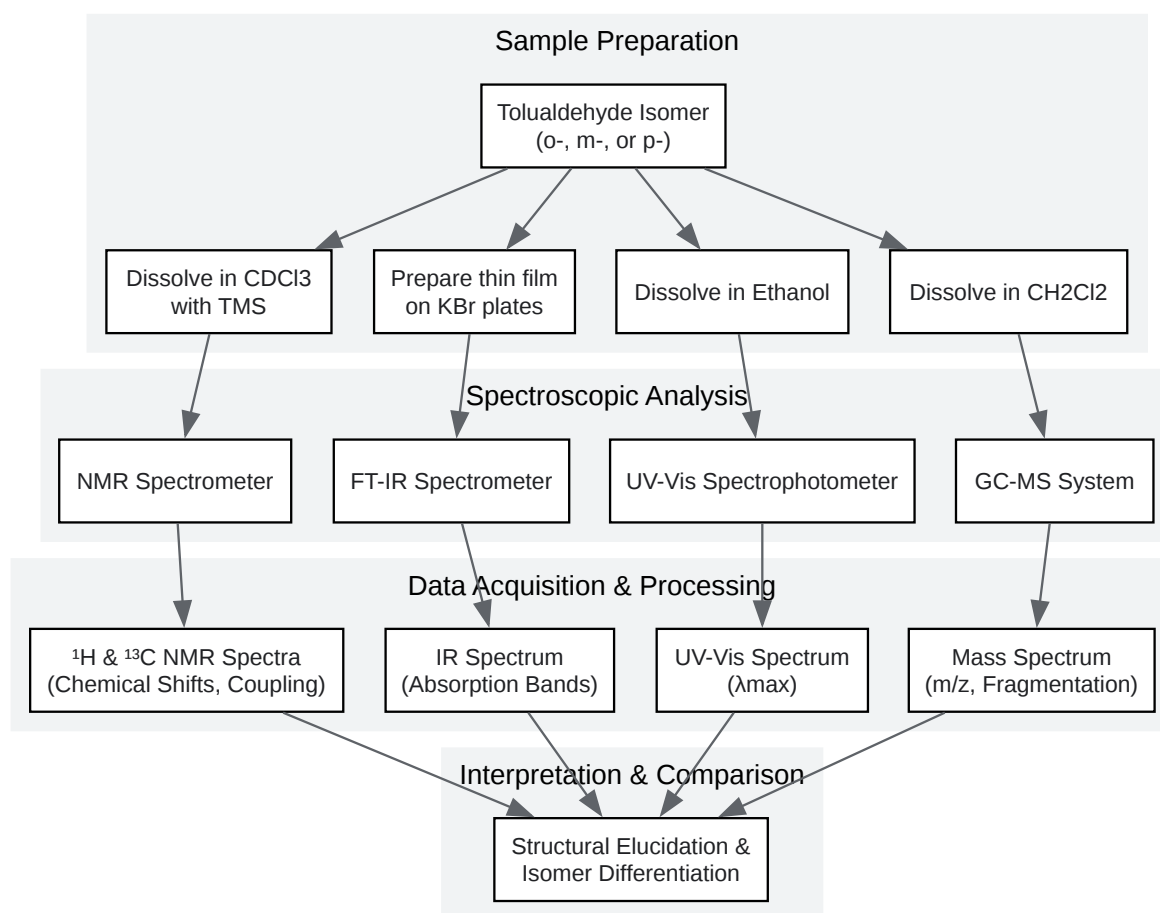 Sample Preparation
Tolualdehyde Isomer
(o-, m-, or p-)
Dissolve in CDCl3
with TMS
Prepare thin film
on KBr plates
Dissolve in Ethanol
Dissolve in CH2Cl2
Spectroscopic Analysis
NMR Spectrometer
FT-IR Spectrometer
UV-Vis Spectrophotometer
GC-MS System
Data Acquisition & Processing
¹H & ¹³C NMR Spectra
(Chemical Shifts, Coupling)
IR Spectrum
(Absorption Bands)
UV-Vis Spectrum
(λmax)
Mass Spectrum
(m/z, Fragmentation)
Interpretation & Comparison
Structural Elucidation &
Isomer Differentiation